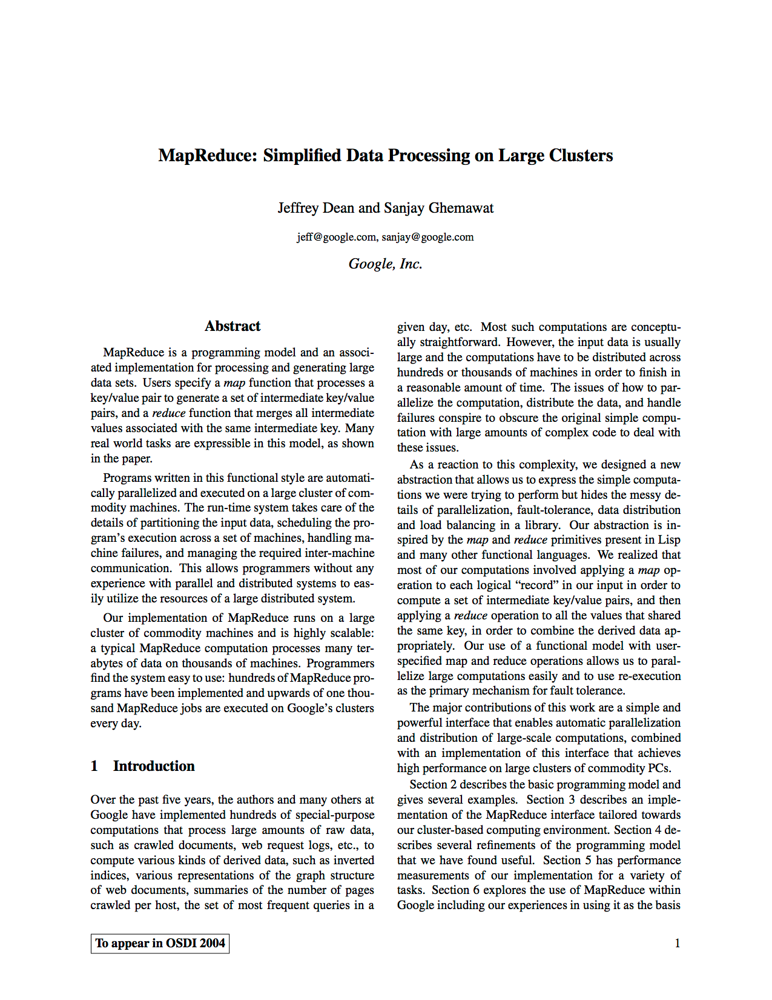 MapReduce: Simplified Data Processing on Large Clusters
Jeffrey Dean and Sanjay Ghemawat
jeff@google.com, sanjay@google.com
Google, Inc.
Abstract
MapReduce is a programming model and an associ-
ated implementation for processing and generating large
data sets. Users specify a map function that processes a
key/value pair to generate a set of intermediate key/value
pairs, and a reduce function that merges all intermediate
values associated with the same intermediate key. Many
real world tasks are expressible in this model, as shown
in the paper.
Programs written in this functional style are automati-
cally parallelized and executed on a large cluster of com-
modity machines. The run-time system takes care of the
details of partitioning the input data, scheduling the pro-
gram's execution across a set of machines, handling ma-
chine failures, and managing the required inter-machine
communication. This allows programmers without any
experience with parallel and distributed systems to eas-
ily utilize the resources of a large distributed system.
Our implementation of MapReduce runs on a large
cluster of commodity machines and is highly scalable:
a typical MapReduce computation processes many ter-
abytes of data on thousands of machines. Programmers
find the system easy to use: hundreds of MapReduce pro-
grams have been implemented and upwards of one thou-
sand MapReduce jobs are executed on Google's clusters
every day.
1 Introduction
Over the past five years, the authors and many others at
Google have implemented hundreds of special-purpose
computations that process large amounts of raw data,
such as crawled documents, web request logs, etc., to
compute various kinds of derived data, such as inverted
indices, various representations of the graph structure
of web documents, summaries of the number of pages
crawled per host, the set of most frequent queries in a
given day, etc. Most such computations are conceptu-
ally straightforward. However, the input data is usually
large and the computations have to be distributed across
hundreds or thousands of machines in order to finish in
a reasonable amount of time. The issues of how to par-
allelize the computation, distribute the data, and handle
failures conspire to obscure the original simple compu-
tation with large amounts of complex code to deal with
these issues.
As a reaction to this complexity, we designed a new
abstraction that allows us to express the simple computa-
tions we were trying to perform but hides the messy de-
tails of parallelization, fault-tolerance, data distribution
and load balancing in a library. Our abstraction is in-
spired by the map and reduce primitives present in Lisp
and many other functional languages. We realized that
most of our computations involved applying a map op-
eration to each logical “record” in our input in order to
compute a set of intermediate key/value pairs, and then
applying a reduce operation to all the values that shared
the same key, in order to combine the derived data ap-
propriately. Our use of a functional model with user-
specified map and reduce operations allows us to paral-
lelize large computations easily and to use re-execution
as the primary mechanism for fault tolerance.
The major contributions of this work are a simple and
powerful interface that enables automatic parallelization
and distribution of large-scale computations, combined
with an implementation of this interface that achieves
high performance on large clusters of commodity PCs.
Section 2 describes the basic programming model and
gives several examples. Section 3 describes an imple-
mentation of the MapReduce interface tailored towards
our cluster-based computing environment. Section 4 de-
scribes several refinements of the programming model
that we have found useful. Section 5 has performance
measurements of our implementation for a variety of
tasks. Section 6 explores the use of MapReduce within
Google including our experiences in using it as the basis
To appear in OSDI 2004
1